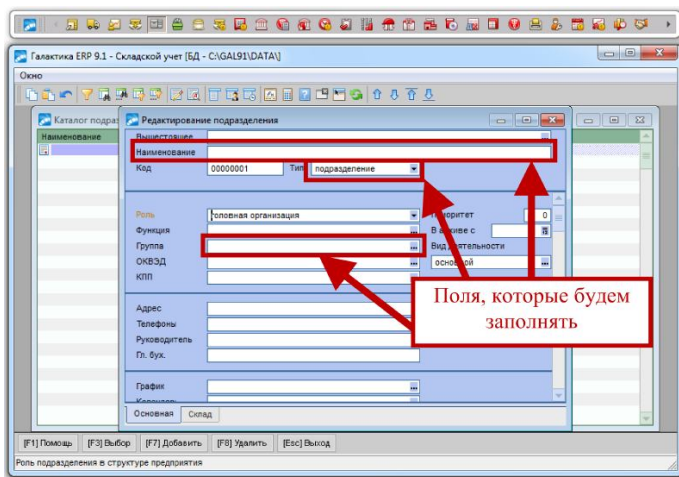 Галактика ERP 9.1 - Складской учет [БД - C:\GAL91\DATA\]
Окно
Каталог подраз
Редактирование подразделения
Наименование
Вышестоящее
Наименование
Код 00000001 Тип подразделение
Роль головная организация Приоритет 0
Функция В архиве с
Группа Вид деятельности
ОКВЭД основной
КПП
Поля, которые будем
заполнять
Адрес
Телефоны
Руководитель
Гл. бух.
График
Календарь
Основная Склад
[F1] Помощь [F3] Выбор [F7] Добавить [F8] Удалить [Esc] Выход
Роль подразделения в структуре предприятия